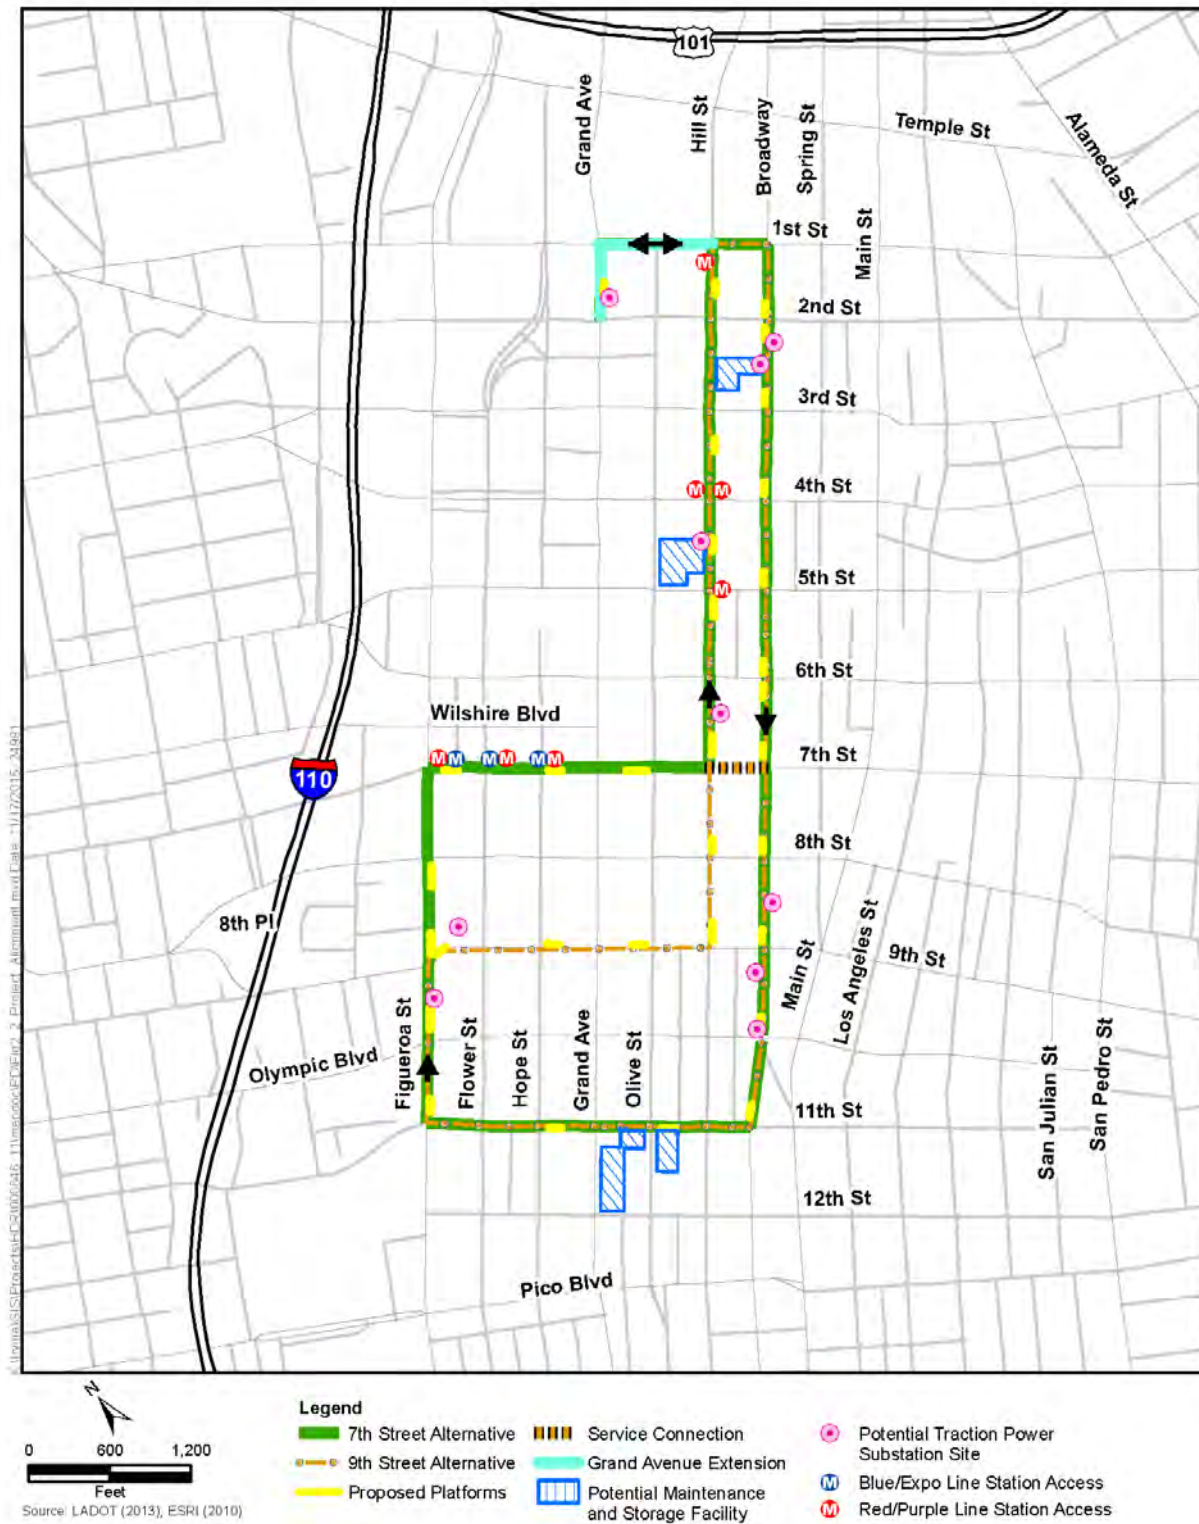 101
Grand Ave
Hill St
Broadway
Spring St
Temple St
Alameda St
1st St
Main St
M
2nd St
3rd St
4th St
M M
5th St
M
6th St
Wilshire Blvd
7th St
M M M M M M
110
8th St
8th Pl
Main St
Los Angeles St
9th St
Olympic Blvd
Figueroa St
Flower St
Hope St
Grand Ave
Olive St
11th St
San Julian St
San Pedro St
12th St
Pico Blvd
N
0 600 1,200
Feet
Source: LADOT (2013), ESRI (2010)
Legend
7th Street Alternative
9th Street Alternative
Proposed Platforms
Service Connection
Grand Avenue Extension
Potential Maintenance
and Storage Facility
Potential Traction Power
Substation Site
M Blue/Expo Line Station Access
M Red/Purple Line Station Access